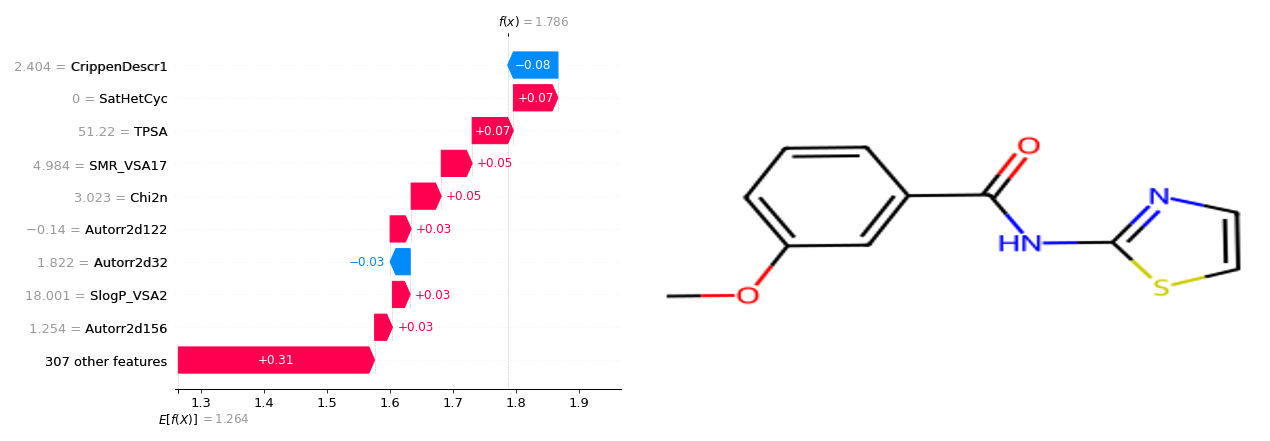 f(x) = 1.786
2.404 = CrippenDescr1
−0.08
0 = SatHetCyc
+0.07
51.22 = TPSA
+0.07
4.984 = SMR_VSA17
+0.05
3.023 = Chi2n
+0.05
−0.14 = Autorr2d122
+0.03
1.822 = Autorr2d32
−0.03
18.001 = SlogP_VSA2
+0.03
1.254 = Autorr2d156
+0.03
307 other features
+0.31
1.3 1.4 1.5 1.6 1.7 1.8 1.9
E[f(X)] = 1.264
O
N
HN
S
O